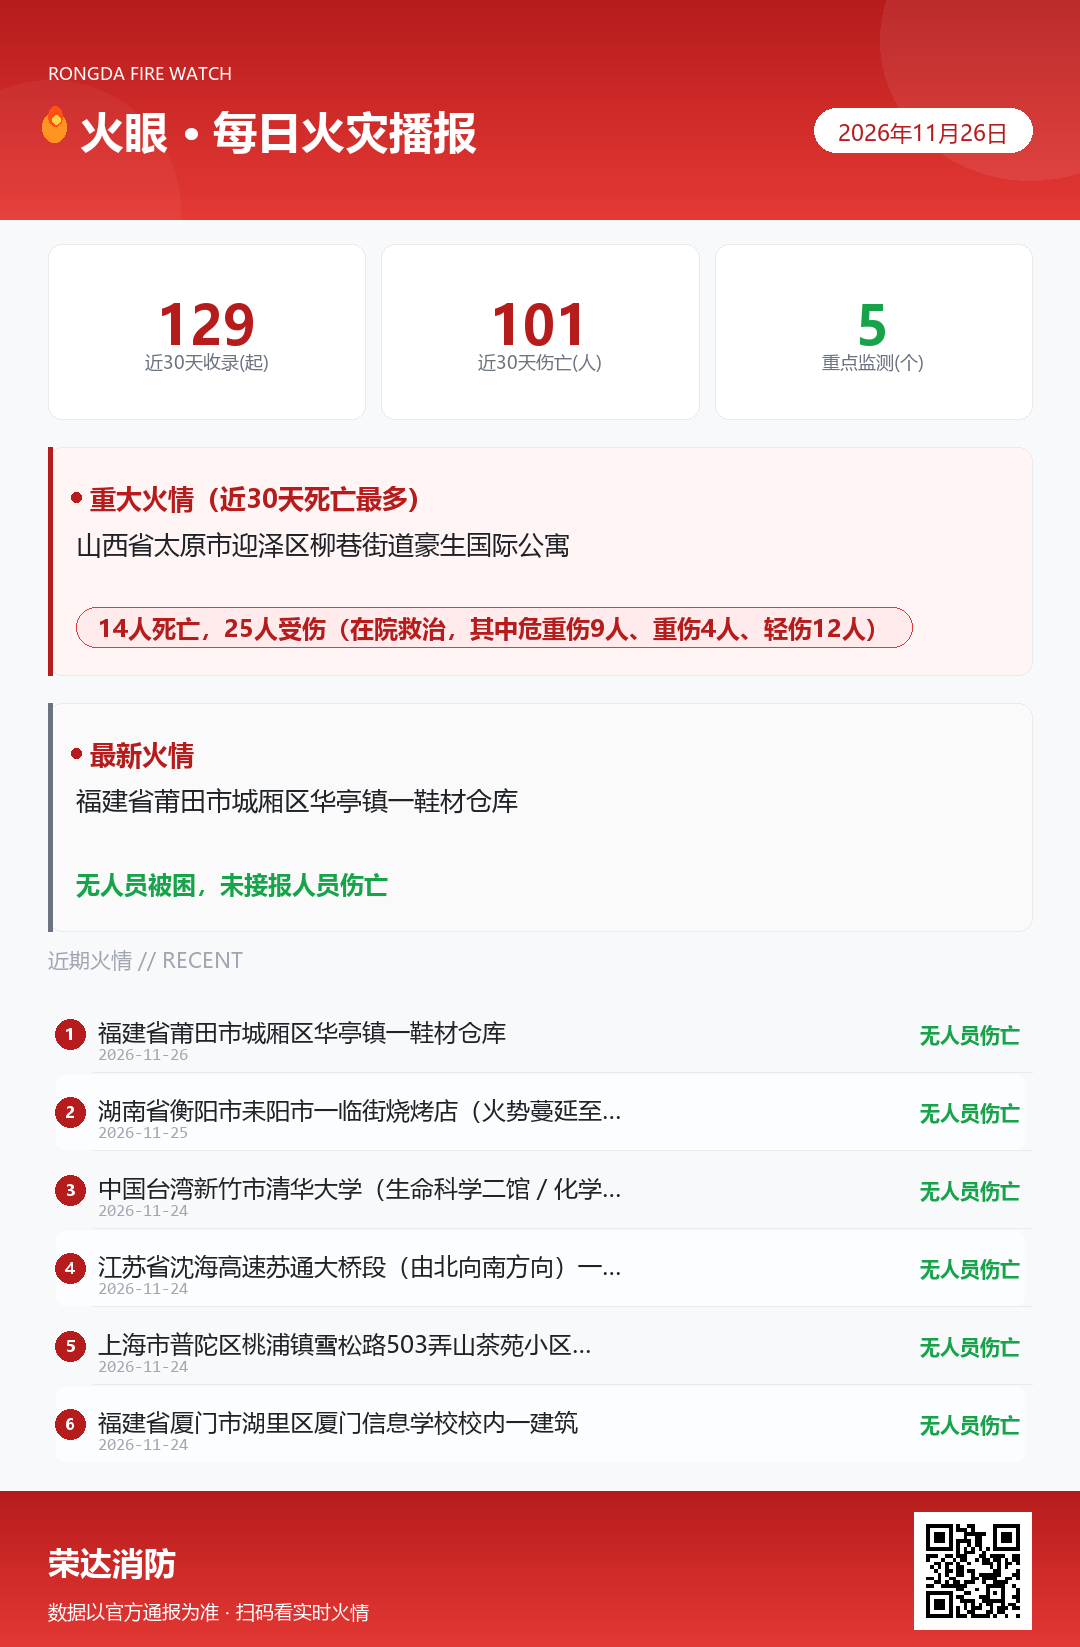 RONGDA FIRE WATCH
火眼·每日火灾播报
2026年11月26日
129
近30天收录(起)
101
近30天伤亡(人)
5
重点监测(个)
重大火情（近30天死亡最多）
山西省太原市迎泽区柳巷街道豪生国际公寓
14人死亡，25人受伤（在院救治，其中危重伤9人、重伤4人、轻伤12人）
最新火情
福建省莆田市城厢区华亭镇一鞋材仓库
无人员被困，未接报人员伤亡
近期火情 // RECENT
1 福建省莆田市城厢区华亭镇一鞋材仓库 无人员伤亡
2026-11-26
2 湖南省衡阳市耒阳市一临街烧烤店（火势蔓延至... 无人员伤亡
2026-11-25
3 中国台湾新竹市清华大学（生命科学二馆 / 化学... 无人员伤亡
2026-11-24
4 江苏省沈海高速苏通大桥段（由北向南方向）一... 无人员伤亡
2026-11-24
5 上海市普陀区桃浦镇雪松路503弄山茶苑小区... 无人员伤亡
2026-11-24
6 福建省厦门市湖里区厦门信息学校校内一建筑 无人员伤亡
2026-11-24
荣达消防
数据以官方通报为准 · 扫码看实时火情